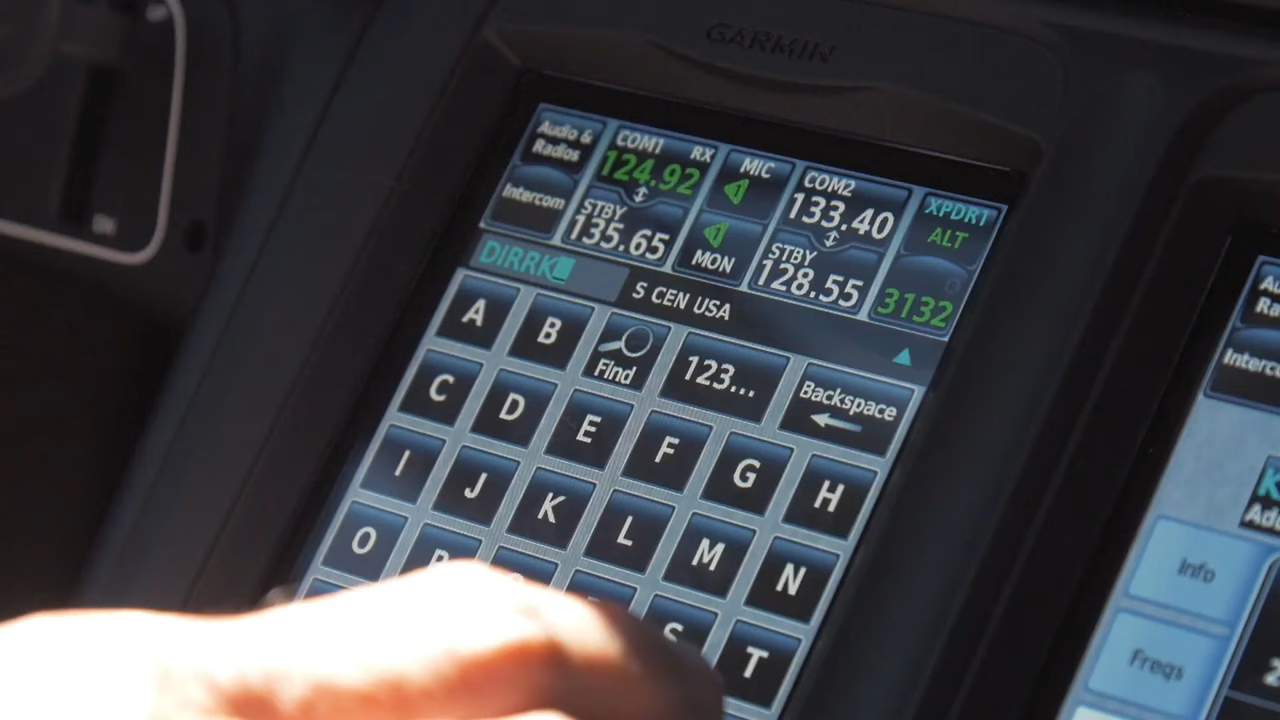 GARMIN
Audio & Radios
Intercom
COM1 RX
124.92
STBY
135.65
MIC
MON
COM2
133.40
STBY
128.55
XPDR1
ALT
3132
DIRRK
S CEN USA
A B Find 123... Backspace
C D E F G H
I J K L M N
O
S T
Info
Freqs